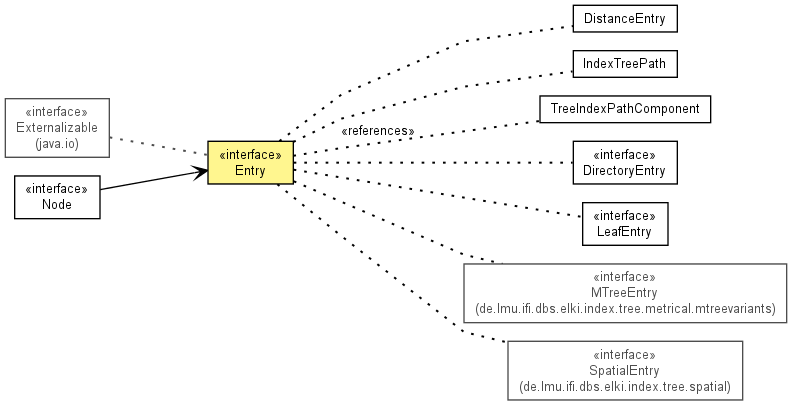 DistanceEntry
IndexTreePath
«interface»
Externalizable
(java.io)
TreeIndexPathComponent
«references»
«interface»
Entry
«interface»
DirectoryEntry
«interface»
Node
«interface»
LeafEntry
«interface»
MTreeEntry
(de.lmu.ifi.dbs.elki.index.tree.metrical.mtreevariants)
«interface»
SpatialEntry
(de.lmu.ifi.dbs.elki.index.tree.spatial)